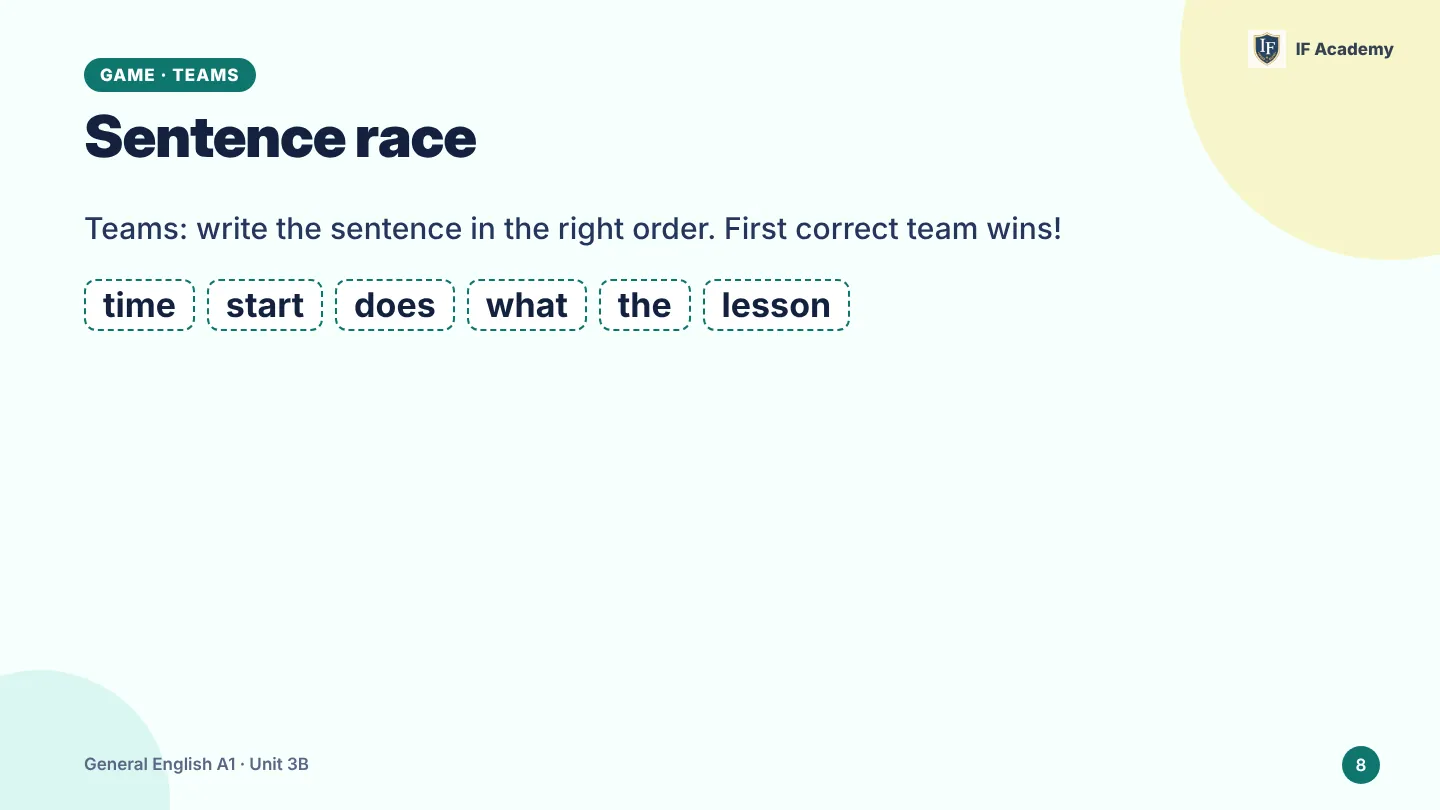 IF
IF Academy
GAME · TEAMS
Sentence race
Teams: write the sentence in the right order. First correct team wins!
time start does what the lesson
General English A1 · Unit 3B
8